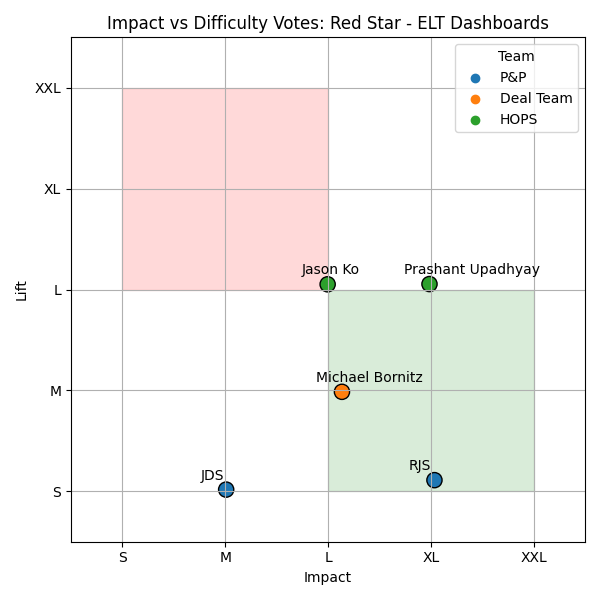 Impact vs Difficulty Votes: Red Star - ELT Dashboards
Team
P&P
Deal Team
HOPS
XXL
XL
L
M
S
Lift
Jason Ko
Prashant Upadhyay
Michael Bornitz
RJS
JDS
S
M
L
XL
XXL
Impact